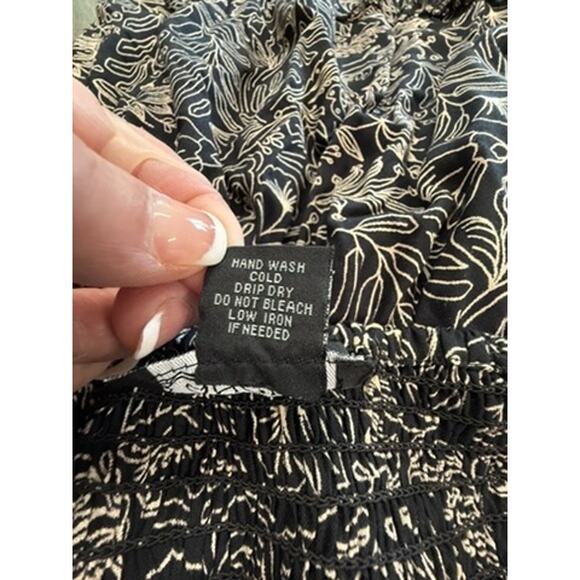 HAND WASH
COLD
DRIP DRY
DO NOT BLEACH
LOW IRON
IF NEEDED